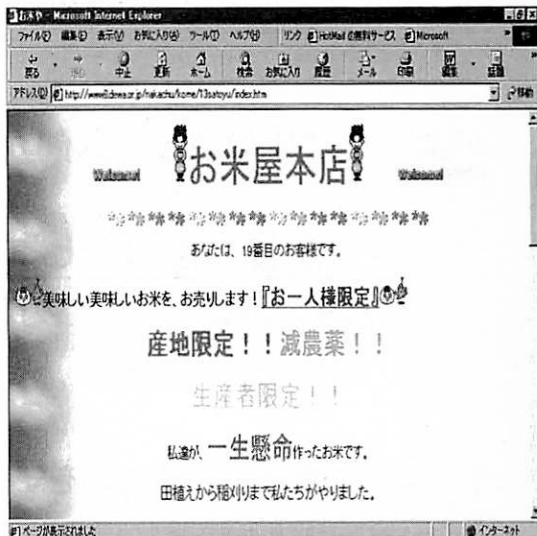 お米や - Microsoft Internet Explorer
ファイル(F) 編集(E) 表示(V) お気に入り(A) ツール(T) ヘルプ(H) リンク HotMail の無料サービス Microsoft
戻る 進む 中止 更新 ホーム 検索 お気に入り 履歴 メール 印刷 編集 話題
アドレス(D) 移動
お米屋本店
Welcome! Welcome!
あなたは、19番目のお客様です。
美味しい美味しいお米を、お売りします！『お一人様限定』
産地限定！！減農薬！！
生産者限定！！
私達が、一生懸命作ったお米です。
田植えから稲刈りまで私たちがやりました。
ページが表示されました インターネット